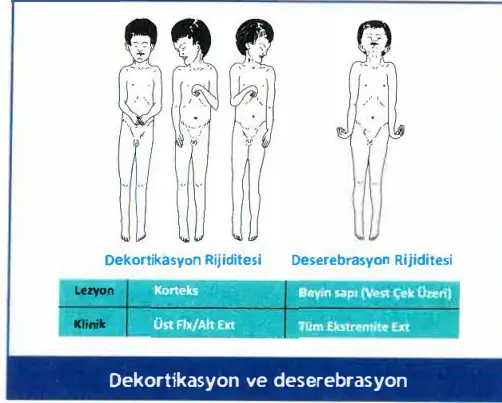 Dekortikasyon Rijiditesi Deserebrasyon Rijiditesi
Lezyon Korteks Beyin sapı (Vest Çek Üzeri)
Klinik Üst Flx/Alt Ext Tüm Ekstremite Ext
Dekortikasyon ve deserebrasyon